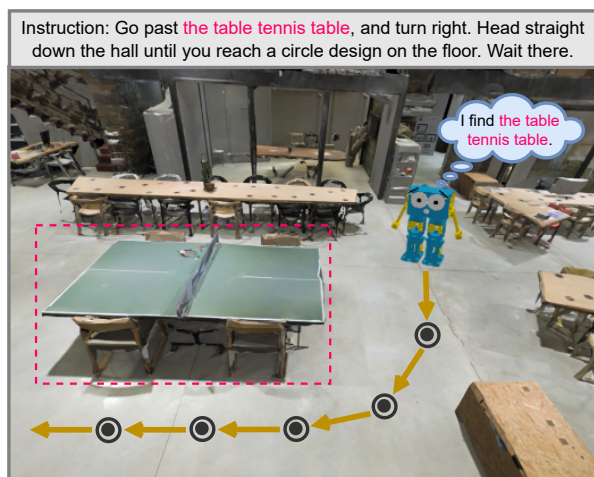 Instruction: Go past the table tennis table, and turn right. Head straight
down the hall until you reach a circle design on the floor. Wait there.
I find the table
tennis table.